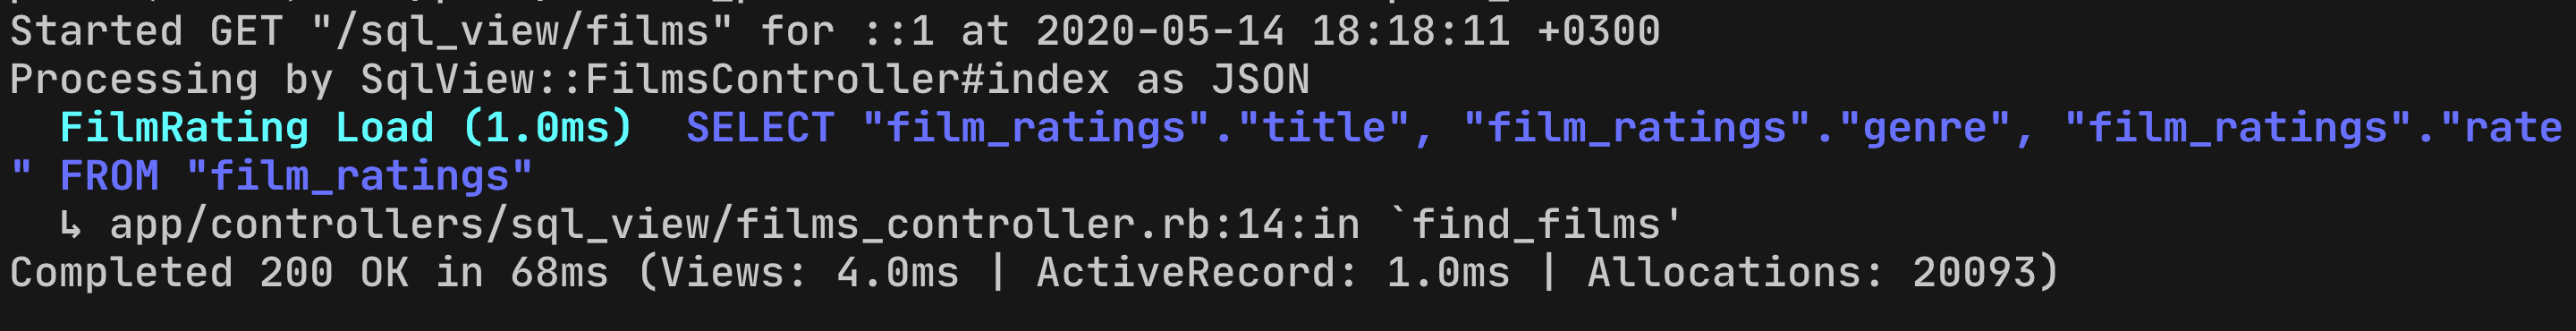 Started GET "/sql_view/films" for ::1 at 2020-05-14 18:18:11 +0300
Processing by SqlView::FilmsController#index as JSON
  FilmRating Load (1.0ms)  SELECT "film_ratings"."title", "film_ratings"."genre", "film_ratings"."rate
" FROM "film_ratings"
  ↳ app/controllers/sql_view/films_controller.rb:14:in `find_films'
Completed 200 OK in 68ms (Views: 4.0ms | ActiveRecord: 1.0ms | Allocations: 20093)